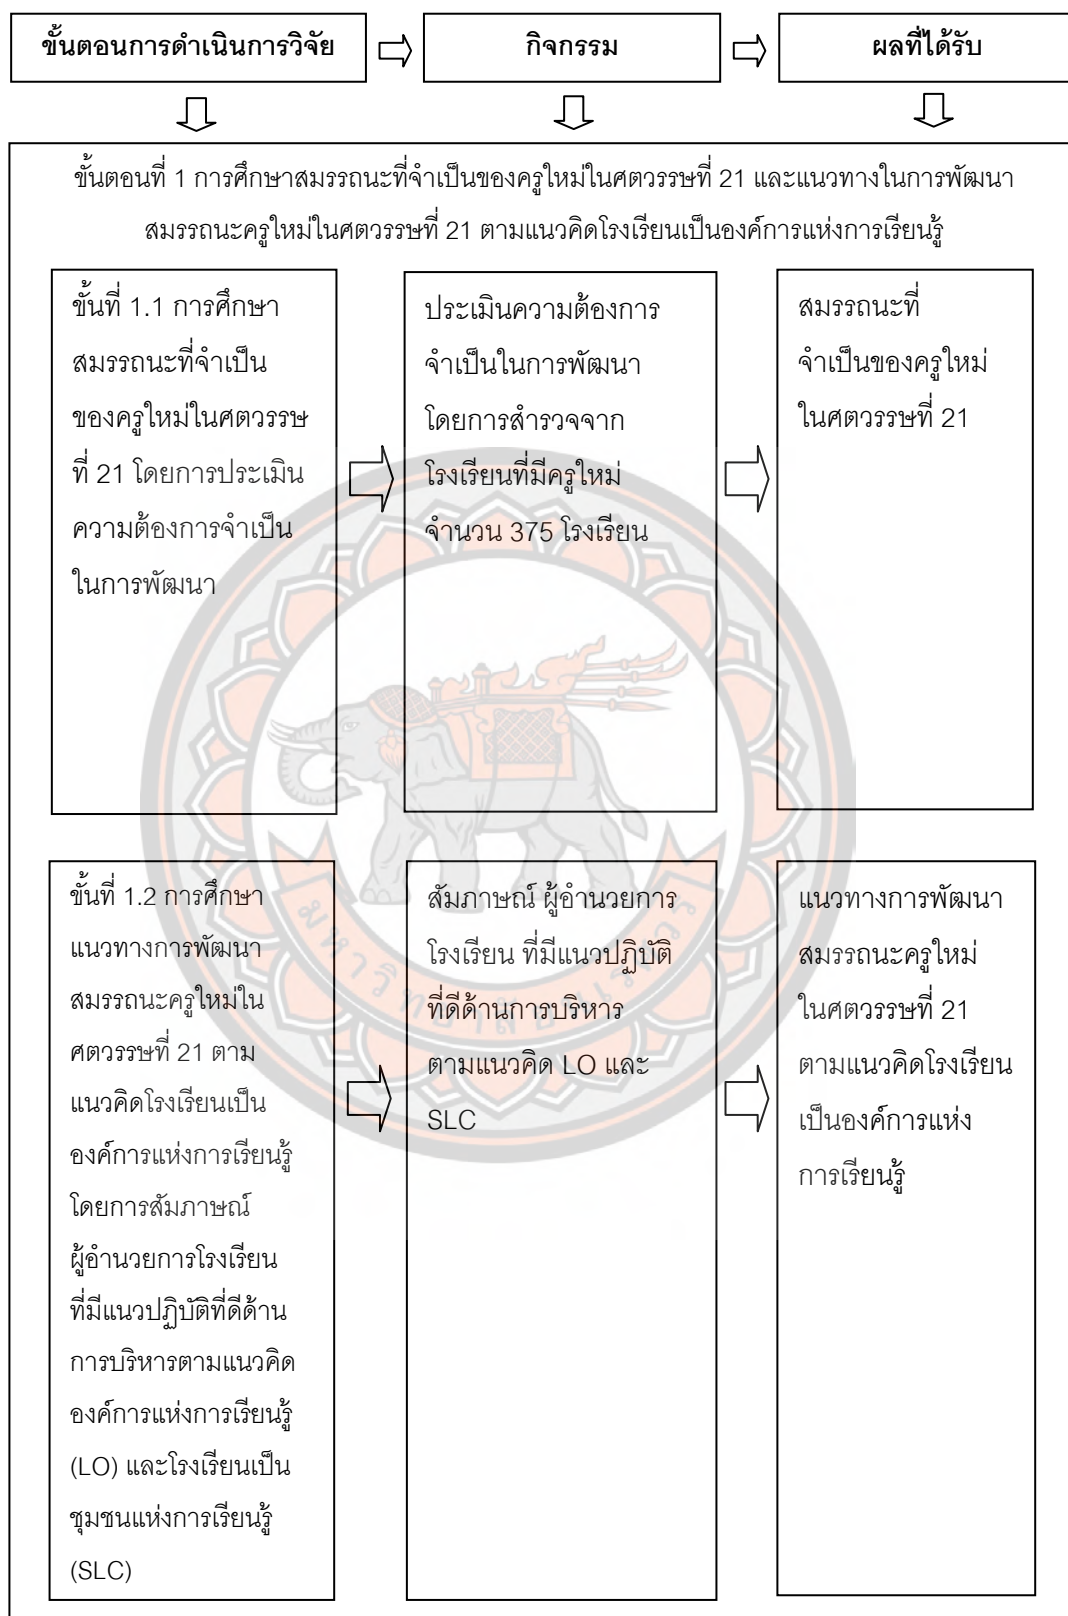 ขั้นตอนการดำเนินการวิจัย
กิจกรรม
ผลที่ได้รับ
ขั้นตอนที่ 1 การศึกษาสมรรถนะที่จำเป็นของครูใหม่ในศตวรรษที่ 21 และแนวทางในการพัฒนา
สมรรถนะครูใหม่ในศตวรรษที่ 21 ตามแนวคิดโรงเรียนเป็นองค์การแห่งการเรียนรู้
ขั้นที่ 1.1 การศึกษา
สมรรถนะที่จำเป็น
ของครูใหม่ในศตวรรษ
ที่ 21 โดยการประเมิน
ความต้องการจำเป็น
ในการพัฒนา
ประเมินความต้องการ
จำเป็นในการพัฒนา
โดยการสำรวจจาก
โรงเรียนที่มีครูใหม่
จำนวน 375 โรงเรียน
สมรรถนะที่
จำเป็นของครูใหม่
ในศตวรรษที่ 21
ขั้นที่ 1.2 การศึกษา
แนวทางการพัฒนา
สมรรถนะครูใหม่ใน
ศตวรรษที่ 21 ตาม
แนวคิดโรงเรียนเป็น
องค์การแห่งการเรียนรู้
โดยการสัมภาษณ์
ผู้อำนวยการโรงเรียน
ที่มีแนวปฏิบัติที่ดีด้าน
การบริหารตามแนวคิด
องค์การแห่งการเรียนรู้
(LO) และโรงเรียนเป็น
ชุมชนแห่งการเรียนรู้
(SLC)
สัมภาษณ์ ผู้อำนวยการ
โรงเรียน ที่มีแนวปฏิบัติ
ที่ดีด้านการบริหาร
ตามแนวคิด LO และ
SLC
แนวทางการพัฒนา
สมรรถนะครูใหม่
ในศตวรรษที่ 21
ตามแนวคิดโรงเรียน
เป็นองค์การแห่ง
การเรียนรู้
มหาวิทยาลัยนเรศวร